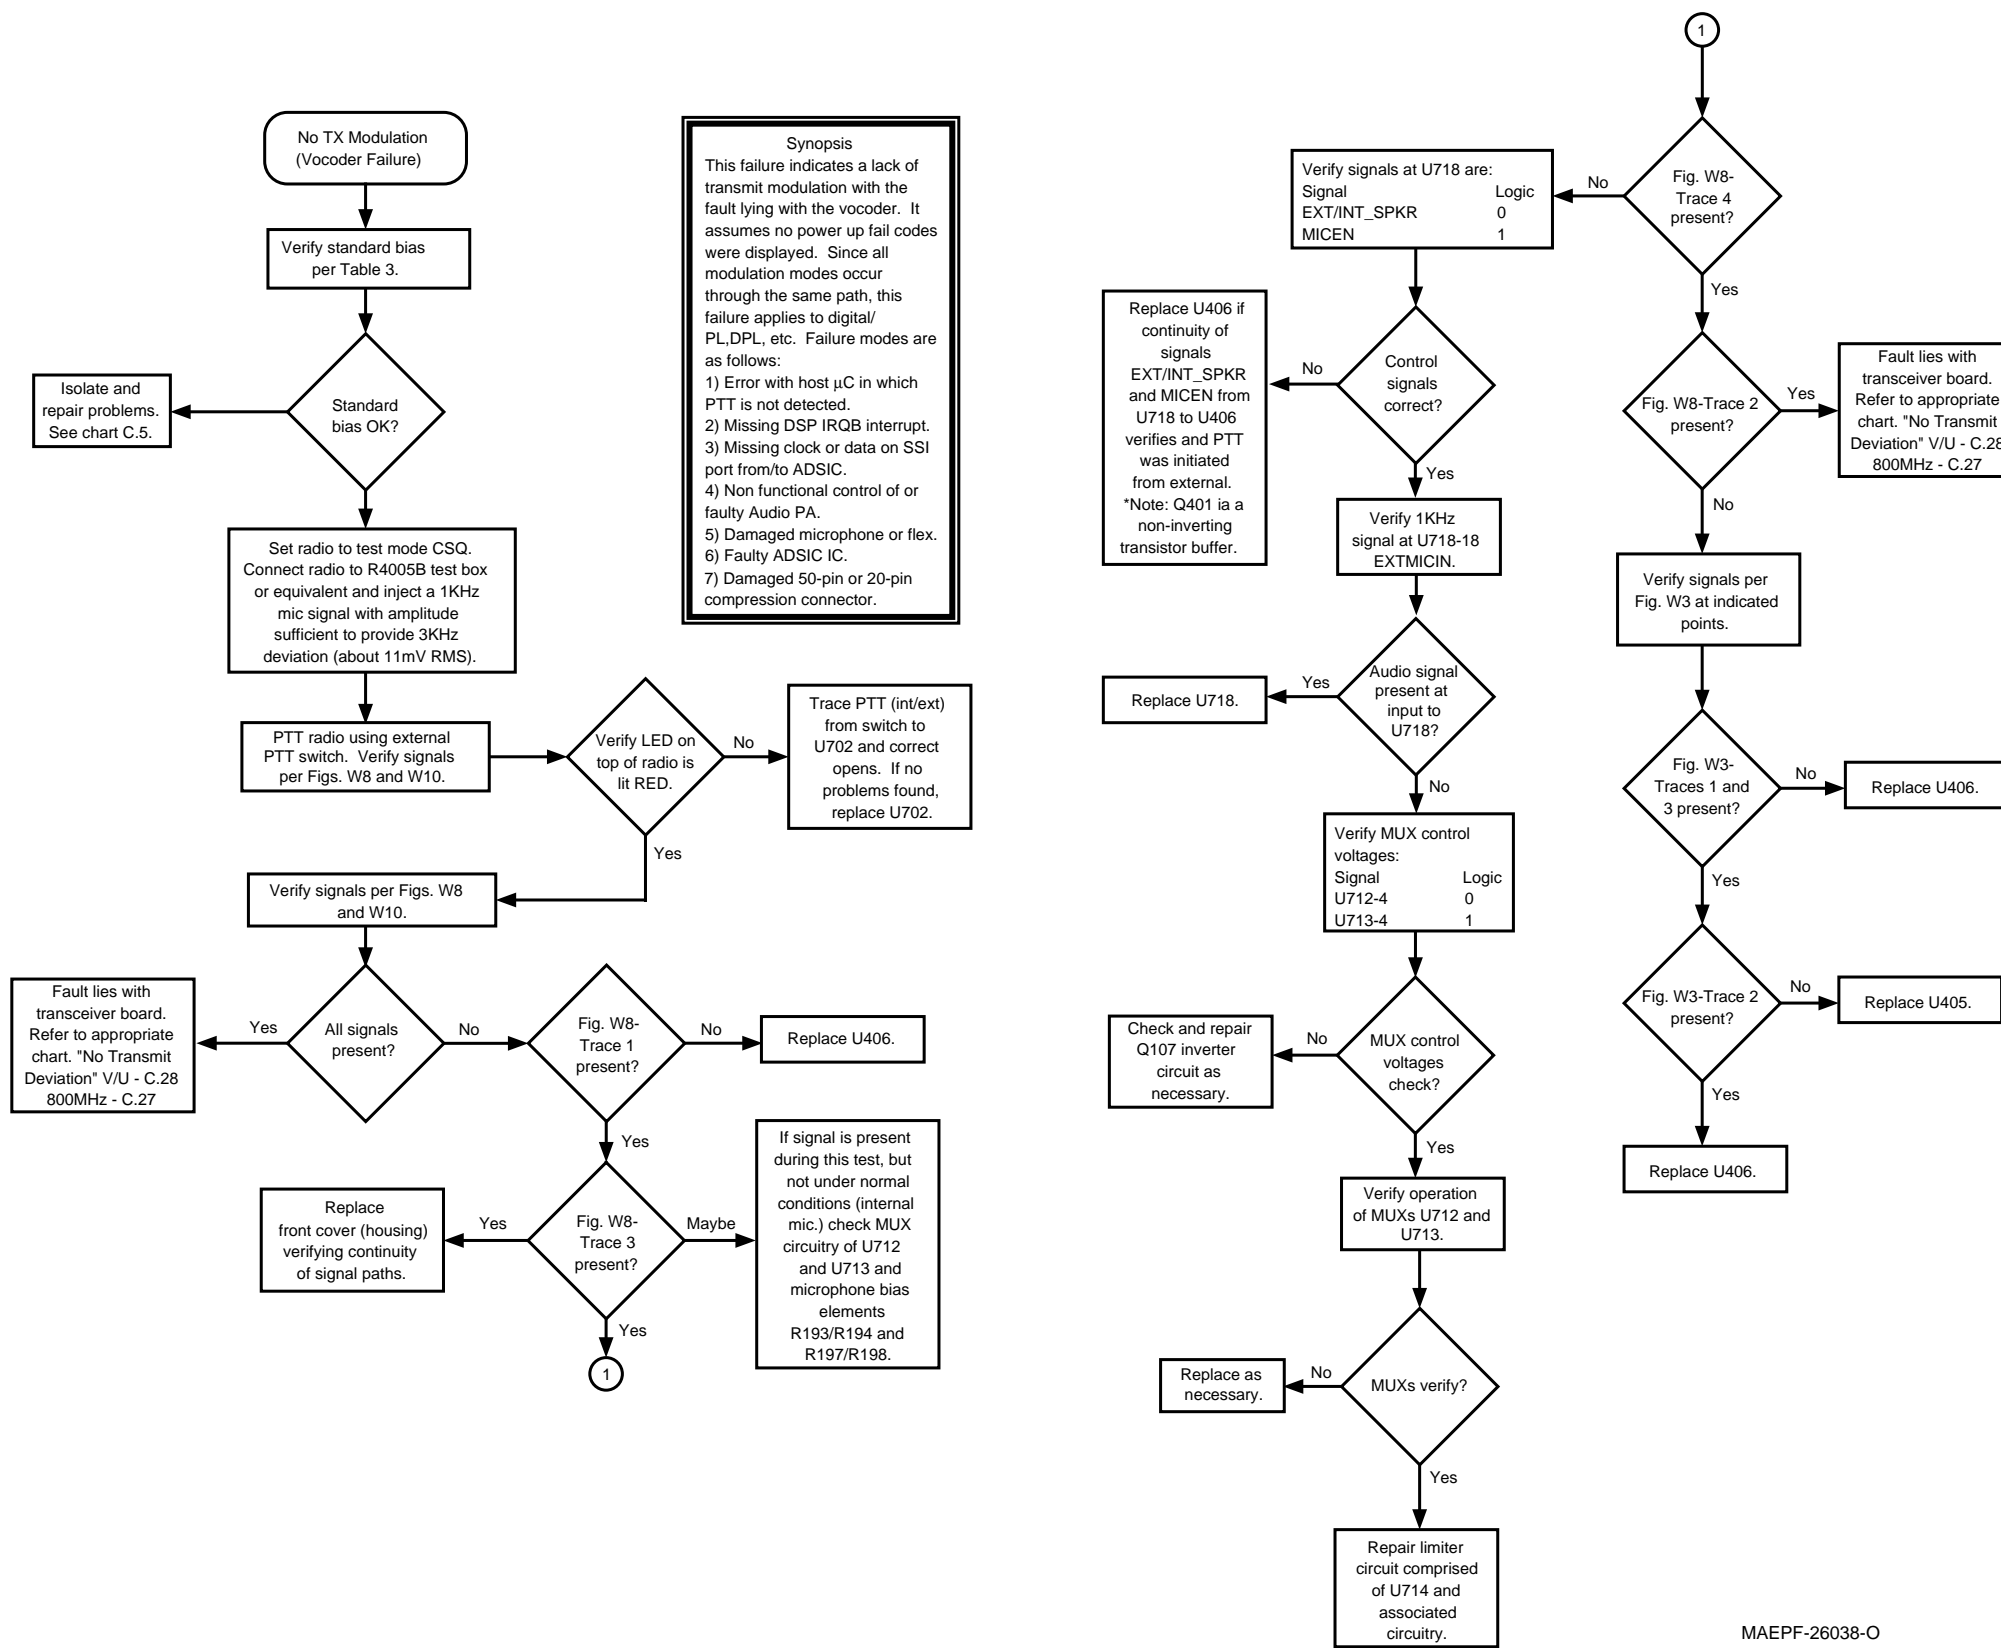 No TX Modulation
(Vocoder Failure)
Verify standard bias
per Table 3.
Standard
bias OK?
Isolate and
repair problems.
See chart C.5.
Set radio to test mode CSQ.
Connect radio to R4005B test box
or equivalent and inject a 1KHz
mic signal with amplitude
sufficient to provide 3KHz
deviation (about 11mV RMS).
PTT radio using external
PTT switch.  Verify signals
per Figs. W8 and W10.
Verify LED on
top of radio is
lit RED.
No
Trace PTT (int/ext)
from switch to
U702 and correct
opens.  If no
problems found,
replace U702.
Yes
Verify signals per Figs. W8
and W10.
All signals
present?
Yes
Fault lies with
transceiver board.
Refer to appropriate
chart. "No Transmit
Deviation" V/U - C.28
800MHz - C.27
No
Fig. W8-
Trace 1
present?
No
Replace U406.
Yes
Fig. W8-
Trace 3
present?
Yes
Replace
front cover (housing)
verifying continuity
of signal paths.
Maybe
If signal is present
during this test, but
not under normal
conditions (internal
mic.) check MUX
circuitry of U712
and U713 and
microphone bias
elements
R193/R194 and
R197/R198.
Yes
1
Synopsis
This failure indicates a lack of
transmit modulation with the
fault lying with the vocoder.  It
assumes no power up fail codes
were displayed.  Since all
modulation modes occur
through the same path, this
failure applies to digital/
PL,DPL, etc.  Failure modes are
as follows:
1) Error with host µC in which
PTT is not detected.
2) Missing DSP IRQB interrupt.
3) Missing clock or data on SSI
port from/to ADSIC.
4) Non functional control of or
faulty Audio PA.
5) Damaged microphone or flex.
6) Faulty ADSIC IC.
7) Damaged 50-pin or 20-pin
compression connector.
1
Fig. W8-
Trace 4
present?
No
Verify signals at U718 are:
Signal Logic
EXT/INT_SPKR 0
MICEN 1
Control
signals
correct?
No
Replace U406 if
continuity of
signals
EXT/INT_SPKR
and MICEN from
U718 to U406
verifies and PTT
was initiated
from external.
*Note: Q401 ia a
non-inverting
transistor buffer.
Yes
Verify 1KHz
signal at U718-18
EXTMICIN.
Audio signal
present at
input to
U718?
Yes
Replace U718.
No
Verify MUX control
voltages:
Signal Logic
U712-4 0
U713-4 1
MUX control
voltages
check?
No
Check and repair
Q107 inverter
circuit as
necessary.
Yes
Verify operation
of MUXs U712 and
U713.
MUXs verify?
No
Replace as
necessary.
Yes
Repair limiter
circuit comprised
of U714 and
associated
circuitry.
Yes
Fig. W8-Trace 2
present?
Yes
Fault lies with
transceiver board.
Refer to appropriate
chart. "No Transmit
Deviation" V/U - C.28
800MHz - C.27
No
Verify signals per
Fig. W3 at indicated
points.
Fig. W3-
Traces 1 and
3 present?
No
Replace U406.
Yes
Fig. W3-Trace 2
present?
No
Replace U405.
Yes
Replace U406.
MAEPF-26038-O